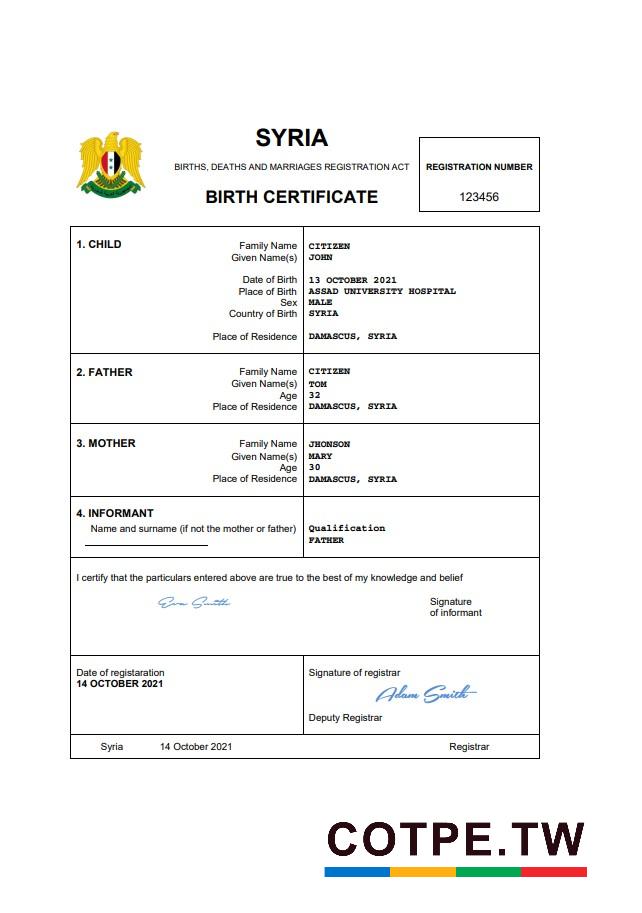 SYRIA
BIRTHS, DEATHS AND MARRIAGES REGISTRATION ACT
BIRTH CERTIFICATE
REGISTRATION NUMBER
123456
1. CHILD
Family Name CITIZEN
Given Name(s) JOHN
Date of Birth 13 OCTOBER 2021
Place of Birth ASSAD UNIVERSITY HOSPITAL
Sex MALE
Country of Birth SYRIA
Place of Residence DAMASCUS, SYRIA
2. FATHER
Family Name CITIZEN
Given Name(s) TOM
Age 32
Place of Residence DAMASCUS, SYRIA
3. MOTHER
Family Name JHONSON
Given Name(s) MARY
Age 30
Place of Residence DAMASCUS, SYRIA
4. INFORMANT
Name and surname (if not the mother or father) Qualification
FATHER
I certify that the particulars entered above are true to the best of my knowledge and belief
Eva Smith
Signature
of informant
Date of registaration
14 OCTOBER 2021
Signature of registrar
Adam Smith
Deputy Registrar
Syria 14 October 2021 Registrar
COTPE.TW